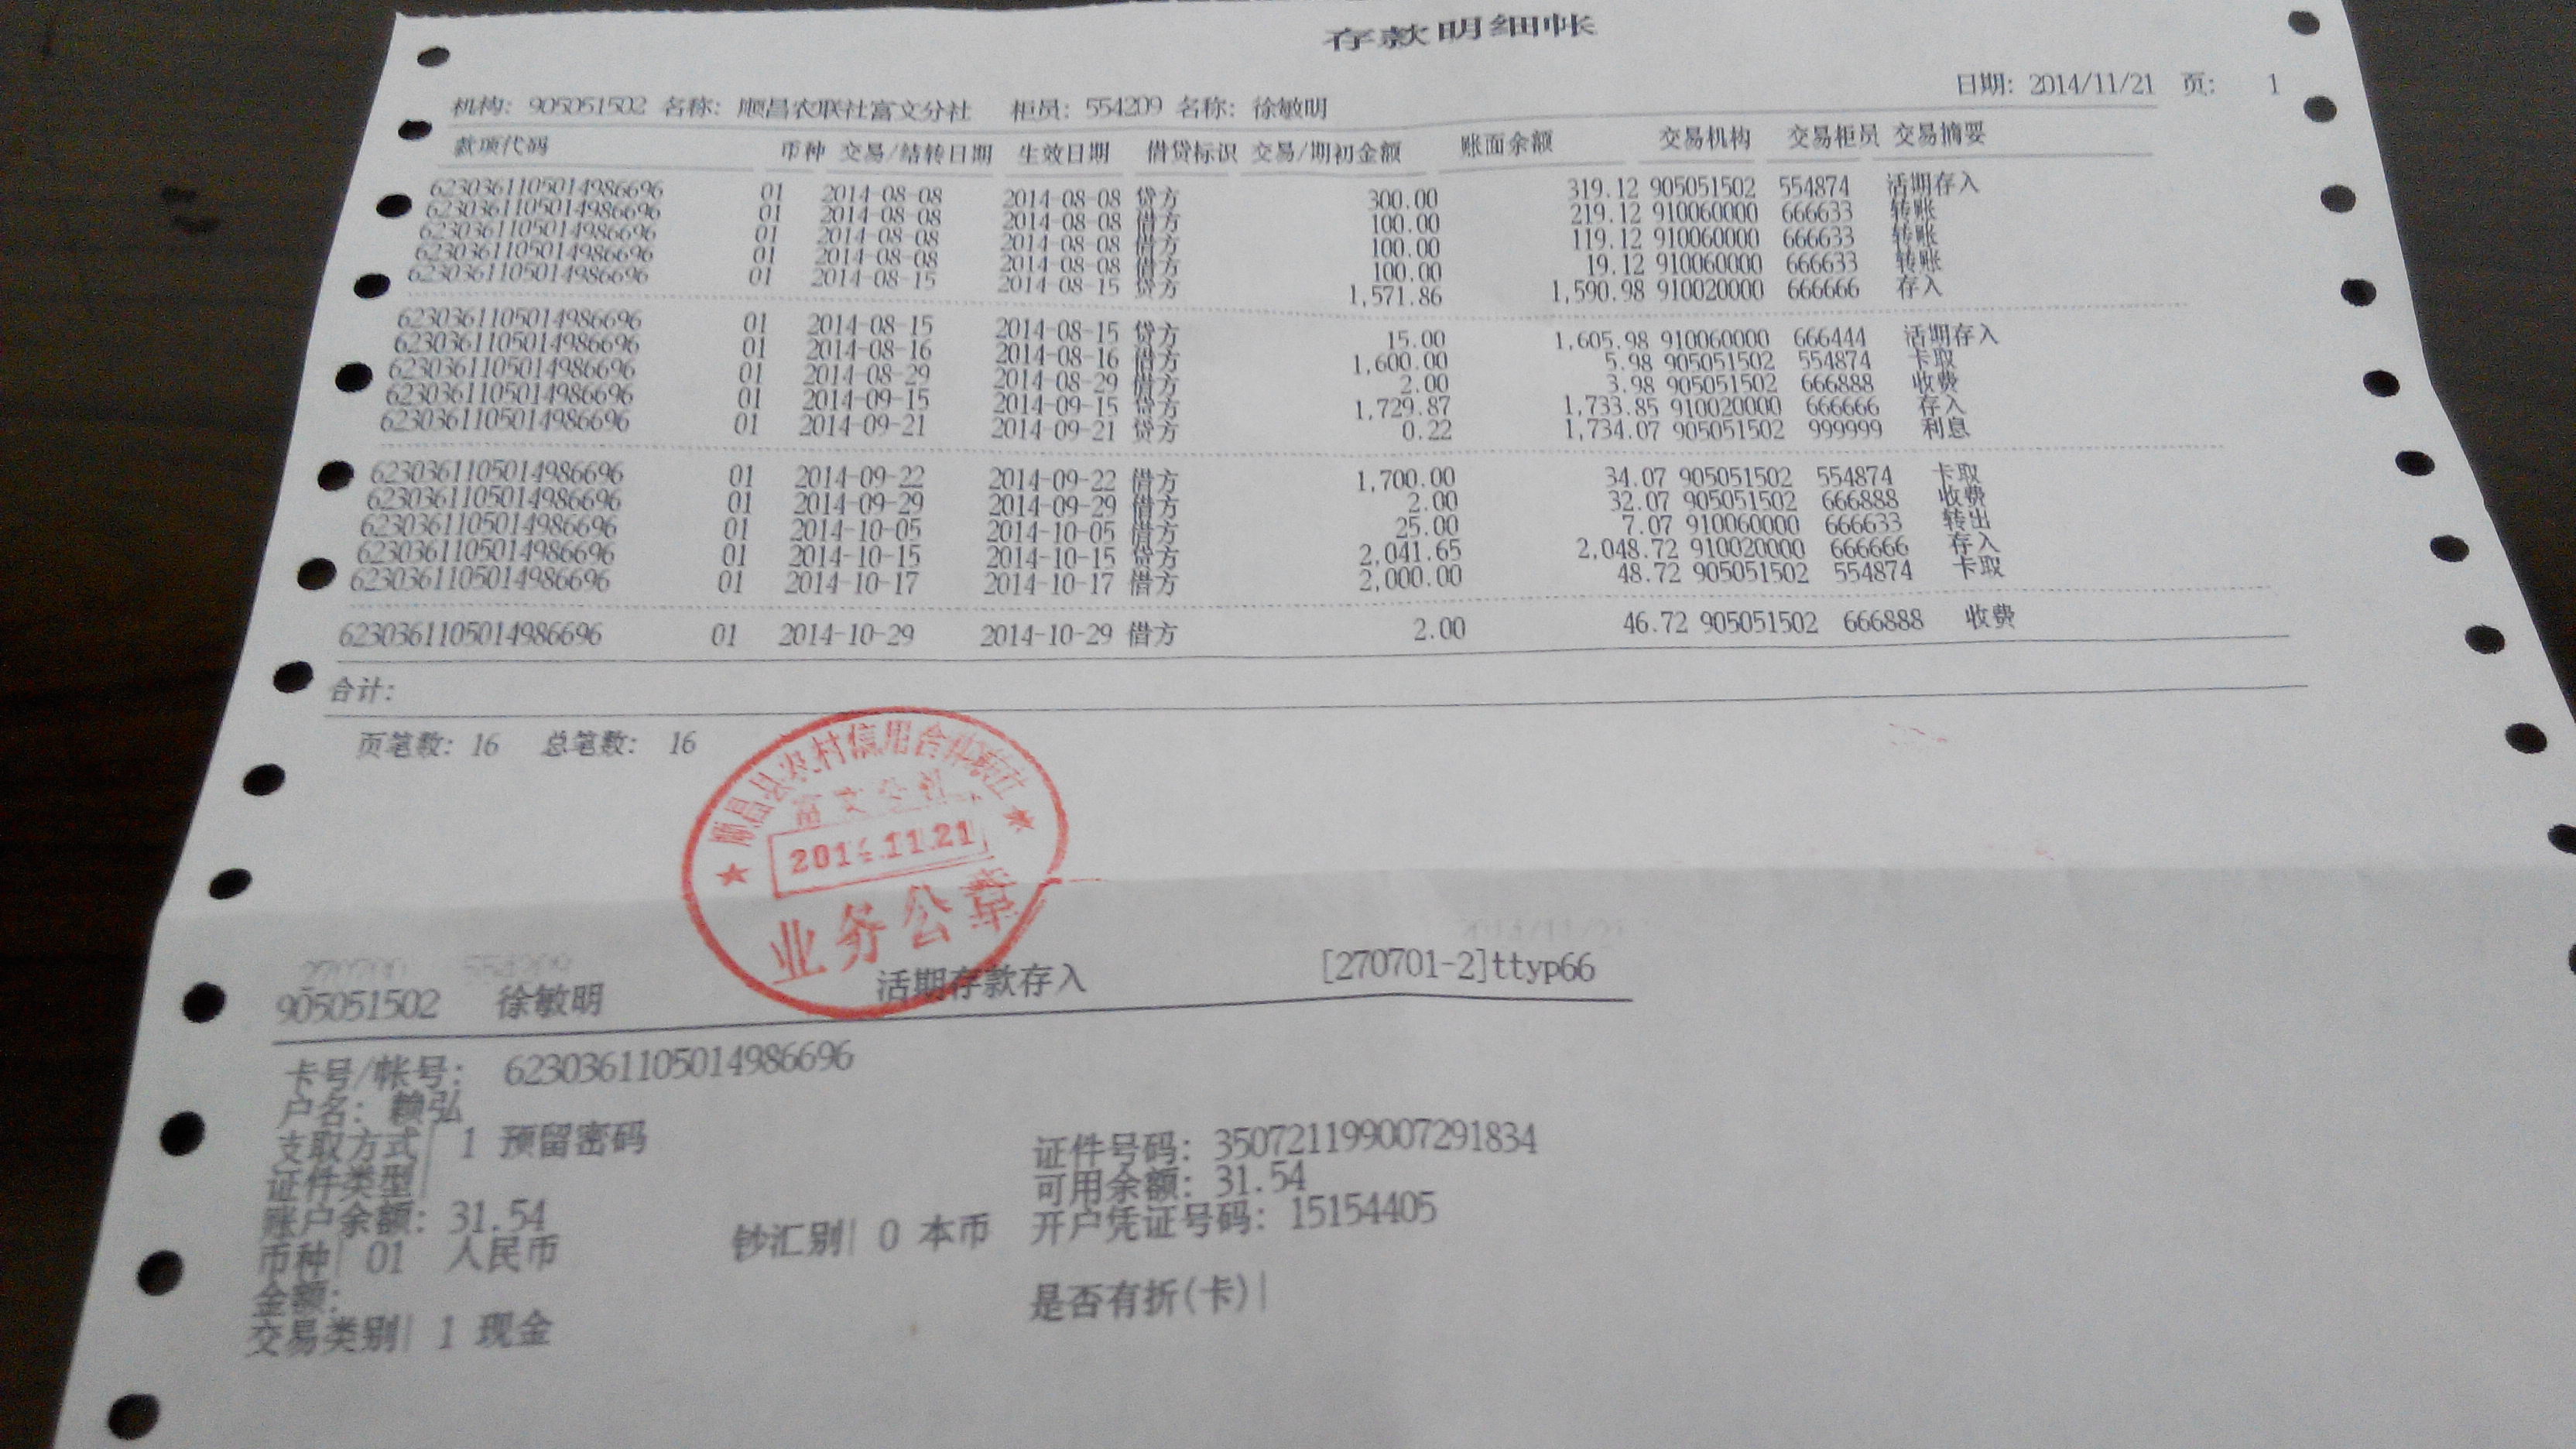 存款明细帐
日期: 2014/11/21 页: 1
机构: 905051502 名称: 顺昌农联社富文分社 柜员: 554209 名称: 徐敏明
款项代码 币种 交易/结转日期 生效日期 借贷标识 交易/期初金额 账面余额 交易机构 交易柜员 交易摘要
6230361105014986696 01 2014-08-08 2014-08-08 贷方 300.00 319.12 905051502 554874 活期存入
6230361105014986696 01 2014-08-08 2014-08-08 借方 100.00 219.12 910060000 666633 转账
6230361105014986696 01 2014-08-08 2014-08-08 借方 100.00 119.12 910060000 666633 转账
6230361105014986696 01 2014-08-08 2014-08-08 借方 100.00 19.12 910060000 666633 转账
6230361105014986696 01 2014-08-15 2014-08-15 贷方 1,571.86 1,590.98 910020000 666666 存入
6230361105014986696 01 2014-08-15 2014-08-15 贷方 15.00 1,605.98 910060000 666444 活期存入
6230361105014986696 01 2014-08-16 2014-08-16 借方 1,600.00 5.98 905051502 554874 卡取
6230361105014986696 01 2014-08-29 2014-08-29 借方 2.00 3.98 905051502 666888 收费
6230361105014986696 01 2014-09-15 2014-09-15 贷方 1,729.87 1,733.85 910020000 666666 存入
6230361105014986696 01 2014-09-21 2014-09-21 贷方 0.22 1,734.07 905051502 999999 利息
6230361105014986696 01 2014-09-22 2014-09-22 借方 1,700.00 34.07 905051502 554874 卡取
6230361105014986696 01 2014-09-29 2014-09-29 借方 2.00 32.07 905051502 666888 收费
6230361105014986696 01 2014-10-05 2014-10-05 借方 25.00 7.07 910060000 666633 转出
6230361105014986696 01 2014-10-15 2014-10-15 贷方 2,041.65 2,048.72 910020000 666666 存入
6230361105014986696 01 2014-10-17 2014-10-17 借方 2,000.00 48.72 905051502 554874 卡取
6230361105014986696 01 2014-10-29 2014-10-29 借方 2.00 46.72 905051502 666888 收费
合计:
页笔数: 16 总笔数: 16
顺昌县农村信用合作联社
富文分社
2014.11.21
业务公章
905051502 徐敏明 活期存款存入 [270701-2]ttyp66
卡号/帐号: 6230361105014986696
户名: 赖弘
支取方式| 1 预留密码 证件号码: 350721199007291834
证件类型| 可用余额: 31.54
账户余额: 31.54 开户凭证号码: 15154405
币种| 01 人民币 钞汇别| 0 本币
金额: 是否有折(卡)|
交易类别| 1 现金